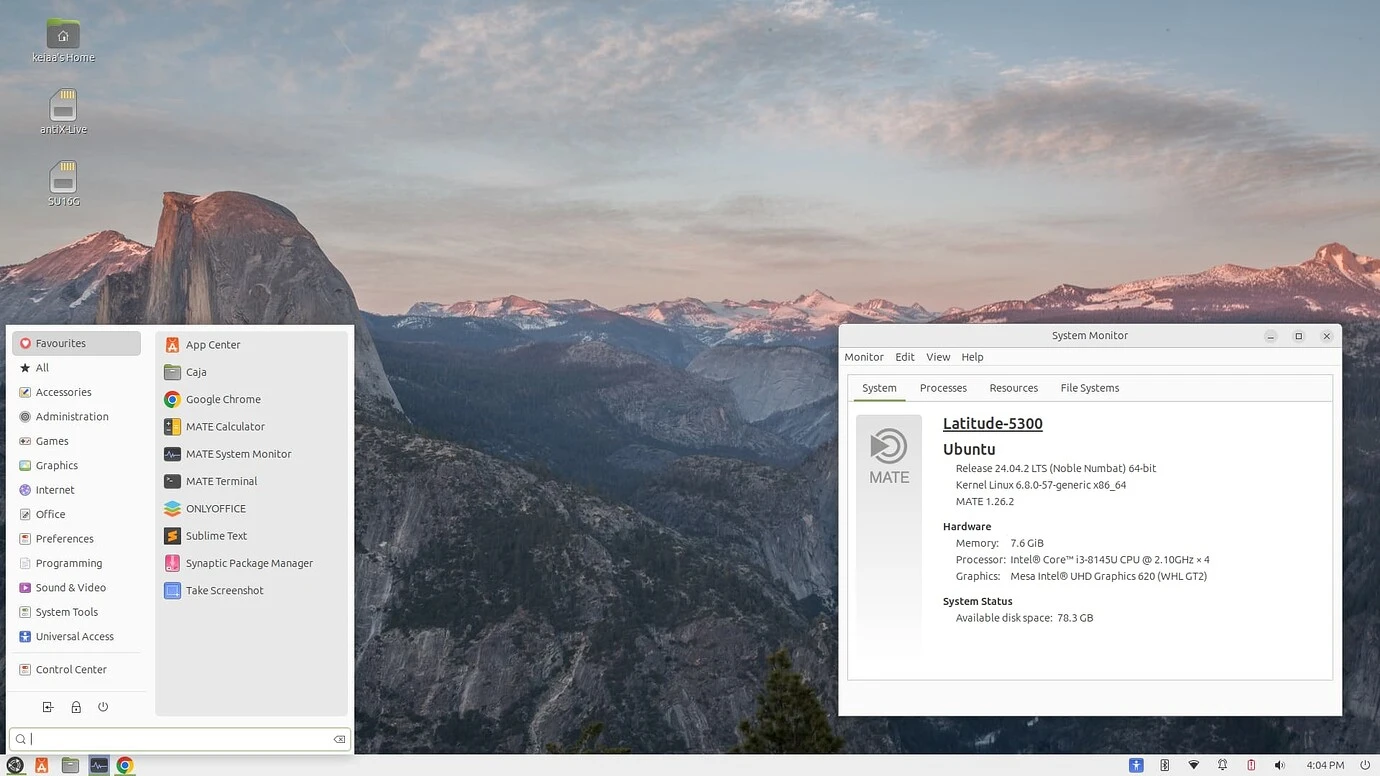 keiaa's Home
antiX-Live
SU16G
Favourites
All
Accessories
Administration
Games
Graphics
Internet
Office
Preferences
Programming
Sound & Video
System Tools
Universal Access
Control Center
App Center
Caja
Google Chrome
MATE Calculator
MATE System Monitor
MATE Terminal
ONLYOFFICE
Sublime Text
Synaptic Package Manager
Take Screenshot
System Monitor
Monitor Edit View Help
System Processes Resources File Systems
MATE
Latitude-5300
Ubuntu
Release 24.04.2 LTS (Noble Numbat) 64-bit
Kernel Linux 6.8.0-57-generic x86_64
MATE 1.26.2
Hardware
Memory: 7.6 GiB
Processor: Intel® Core™ i3-8145U CPU @ 2.10GHz × 4
Graphics: Mesa Intel® UHD Graphics 620 (WHL GT2)
System Status
Available disk space: 78.3 GB
4:04 PM